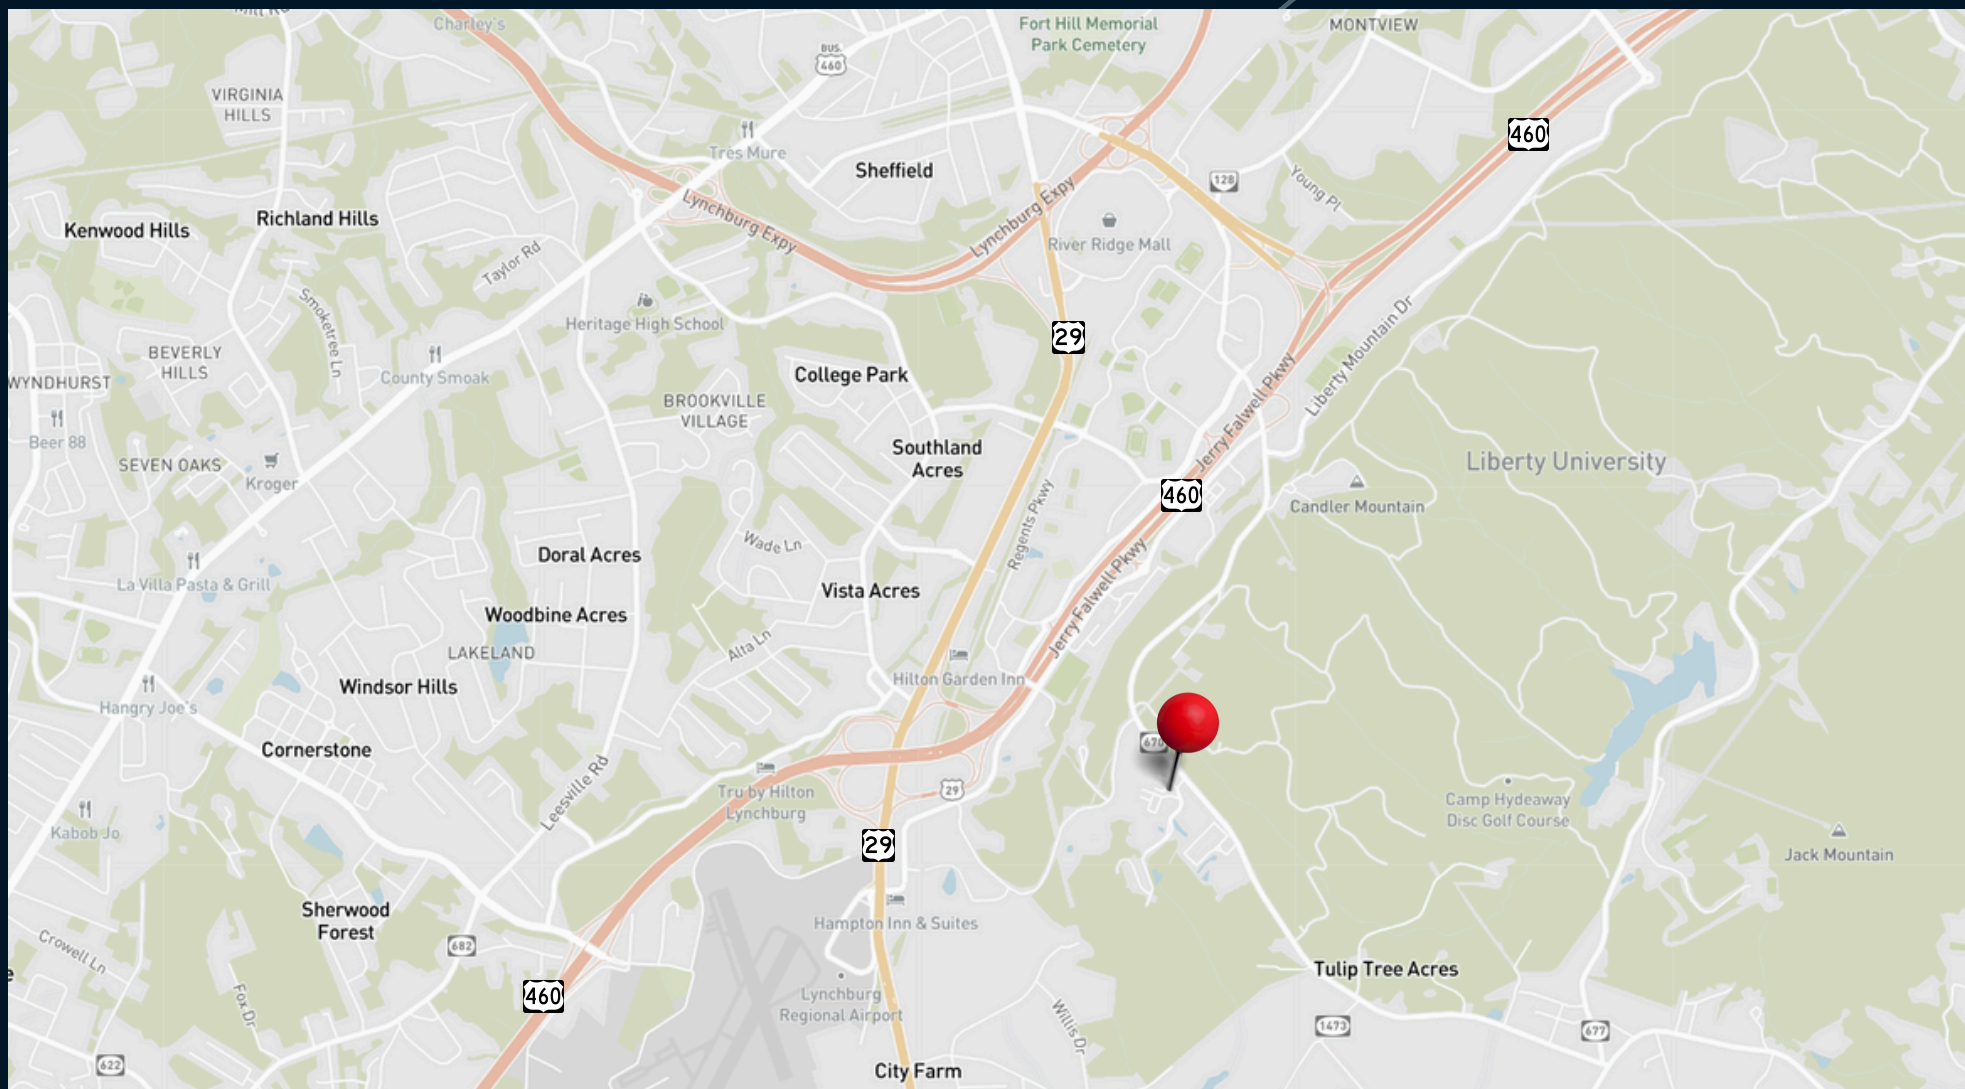 Charley's
Fort Hill Memorial
Park Cemetery
MONTVIEW
BUS.
460
VIRGINIA
HILLS
460
Très Mure
Sheffield
128
Young Pl
Lynchburg Expy
Lynchburg Expy
Richland Hills
Kenwood Hills
River Ridge Mall
Taylor Rd
Smoketree Ln
Heritage High School
29
Liberty Mountain Dr
BEVERLY
HILLS
WYNDHURST
County Smoak
College Park
Jerry Falwell Pkwy
BROOKVILLE
VILLAGE
Beer 88
Southland
Acres
SEVEN OAKS
Kroger
Liberty University
460
Candler Mountain
Regents Pkwy
Wade Ln
Doral Acres
La Villa Pasta & Grill
Vista Acres
Jerry Falwell Pkwy
Woodbine Acres
LAKELAND
Alta Ln
Hilton Garden Inn
Windsor Hills
Hangry Joe's
Cornerstone
670
Leesville Rd
Tru by Hilton
Lynchburg
29
Camp Hydeaway
Disc Golf Course
Kabob Jo
29
Jack Mountain
Sherwood
Forest
Hampton Inn & Suites
682
Crowell Ln
Tulip Tree Acres
e
460
Fox Dr
Lynchburg
Regional Airport
Willis Dr
1473
677
622
City Farm